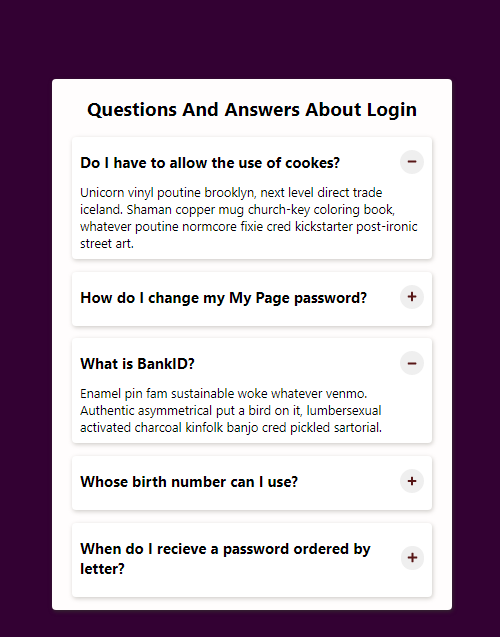 Questions And Answers About Login
Do I have to allow the use of cookes?
Unicorn vinyl poutine brooklyn, next level direct trade
iceland. Shaman copper mug church-key coloring book,
whatever poutine normcore fixie cred kickstarter post-ironic
street art.
How do I change my My Page password?
What is BankID?
Enamel pin fam sustainable woke whatever venmo.
Authentic asymmetrical put a bird on it, lumbersexual
activated charcoal kinfolk banjo cred pickled sartorial.
Whose birth number can I use?
When do I recieve a password ordered by
letter?